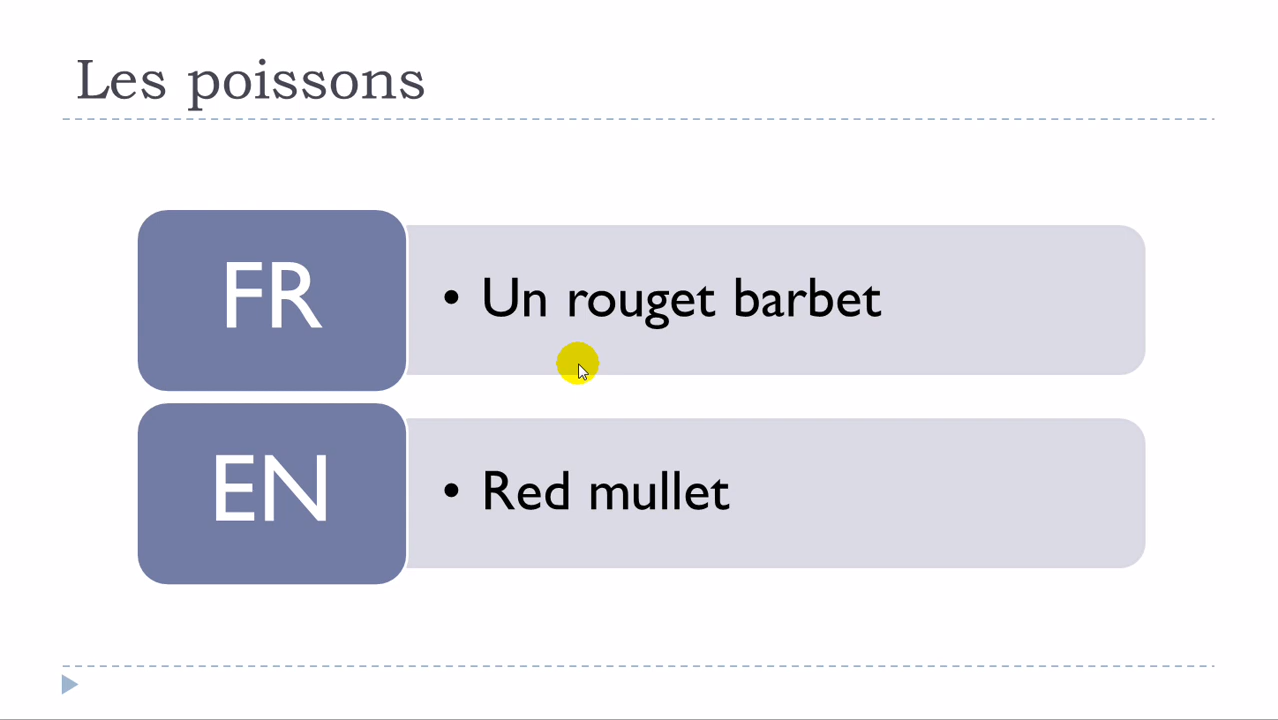 Les poissons
FR
• Un rouget barbet
EN
• Red mullet